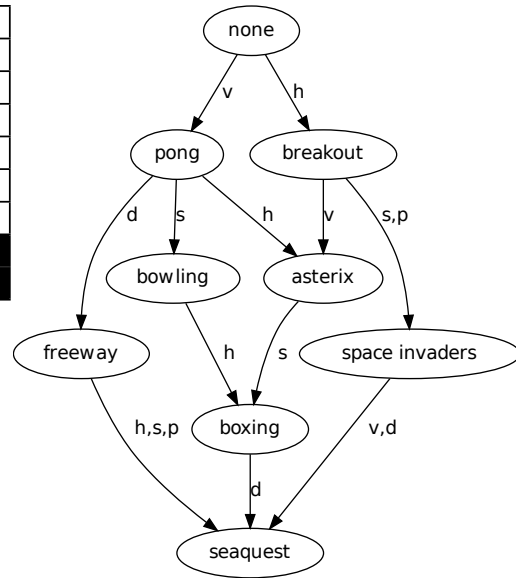 none
v
h
pong
breakout
d
s
h
v
s,p
bowling
asterix
freeway
h
s
space invaders
h,s,p
boxing
v,d
d
seaquest